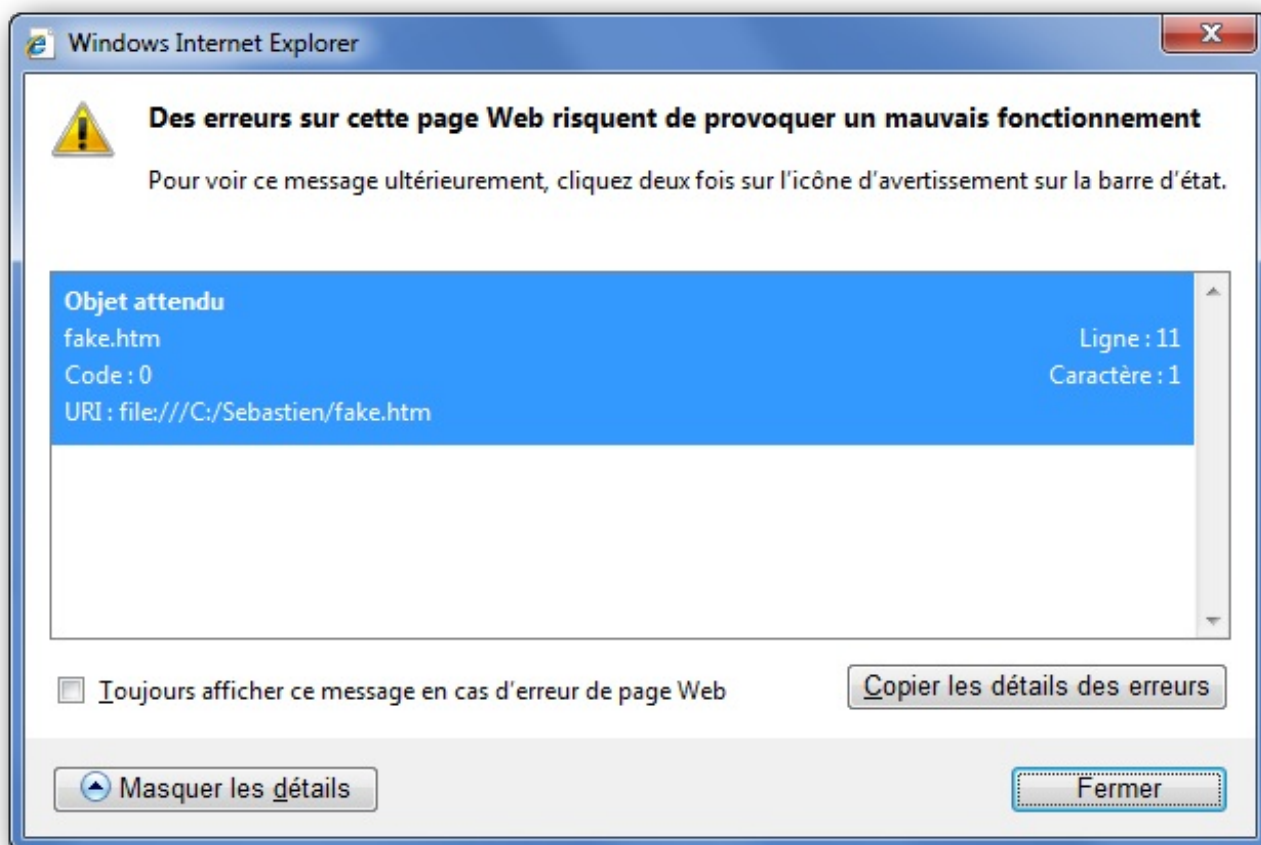 Windows Internet Explorer
Des erreurs sur cette page Web risquent de provoquer un mauvais fonctionnement
Pour voir ce message ultérieurement, cliquez deux fois sur l’icône d’avertissement sur la barre d’état.
Objet attendu
fake.htm Ligne : 11
Code : 0 Caractère : 1
URI : file:///C:/Sebastien/fake.htm
Toujours afficher ce message en cas d’erreur de page Web Copier les détails des erreurs
Masquer les détails Fermer